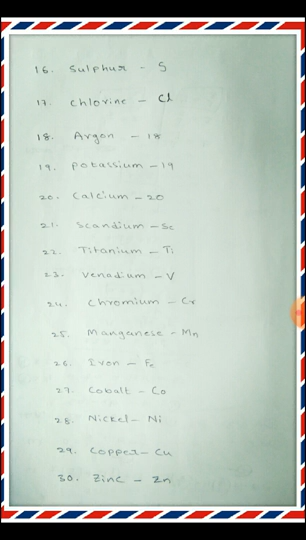 16. Sulphur - S
17. Chlorine - Cl
18. Argon - 18
19. Potassium - 19
20. Calcium - 20
21. Scandium - Sc
22. Titanium - Ti
23. Venadium - V
24. Chromium - Cr
25. Manganese - Mn
26. Iron - Fe
27. Cobalt - Co
28. Nickel - Ni
29. Copper - Cu
30. Zinc - Zn